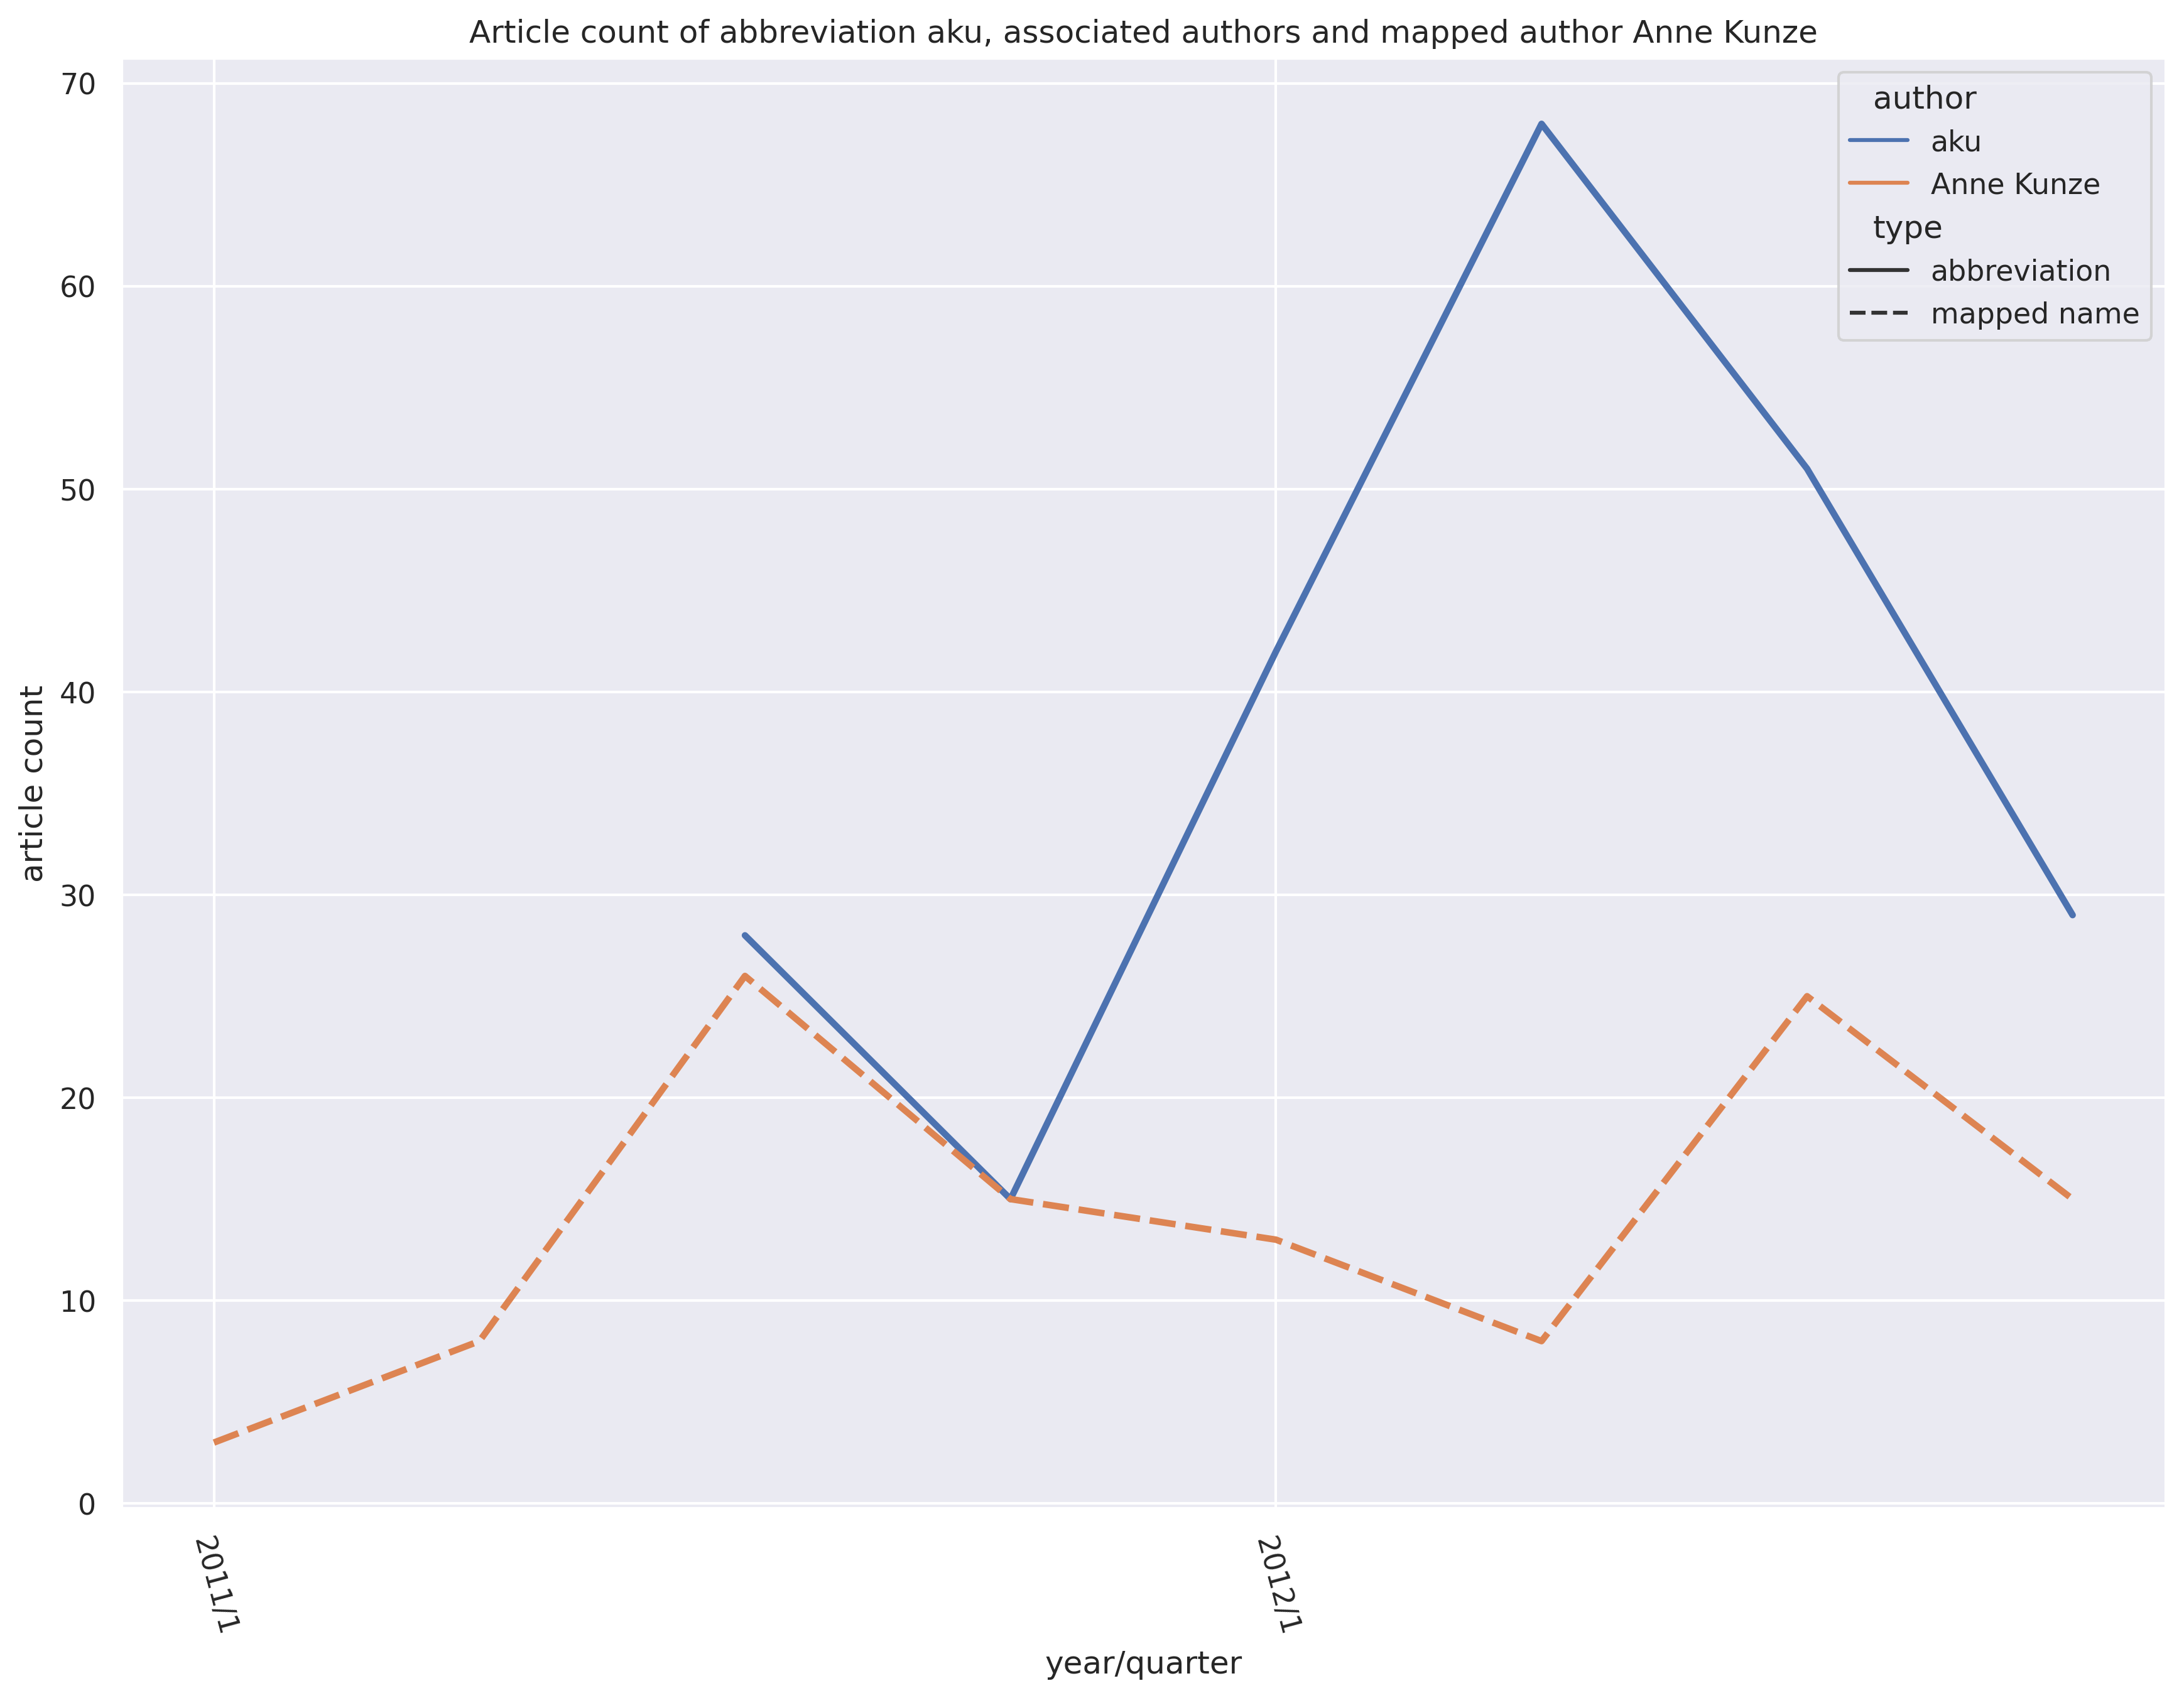 Article count of abbreviation aku, associated authors and mapped author Anne Kunze
author
aku
Anne Kunze
type
abbreviation
mapped name
article count
70
60
50
40
30
20
10
0
2011/1
2012/1
year/quarter